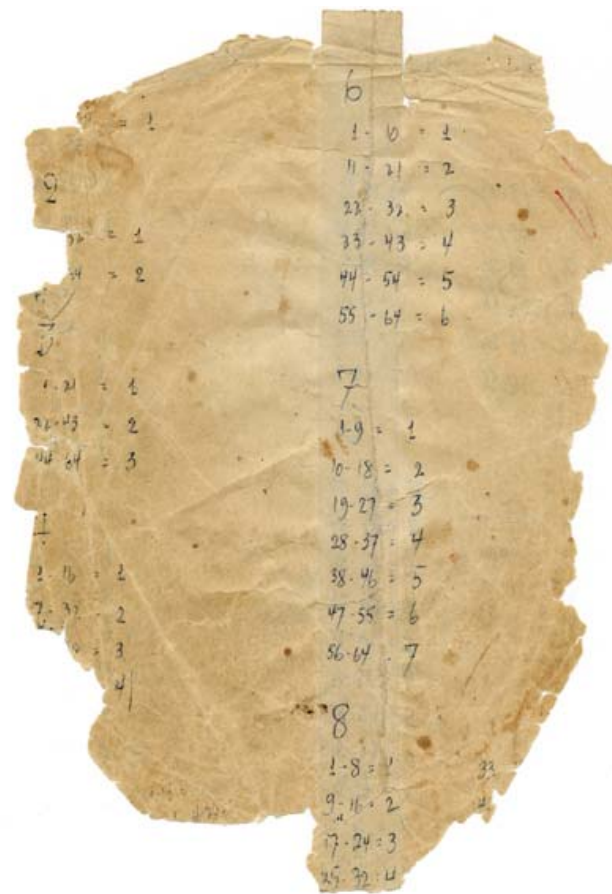 = 1
2
32 = 1
64 = 2
1-21 = 1
22-43 = 2
44-64 = 3
1-16 = 1
32 - 2
= 3
4
6
1-10 = 1
11-21 = 2
22-32 = 3
33-43 = 4
44-54 = 5
55-64 = 6
7
1-9 = 1
10-18 = 2
19-27 = 3
28-37 = 4
38-46 = 5
47-55 = 6
56-64 . 7
8
1-8 = 1
9-16 = 2
17-24 = 3
25-32 = 4
33